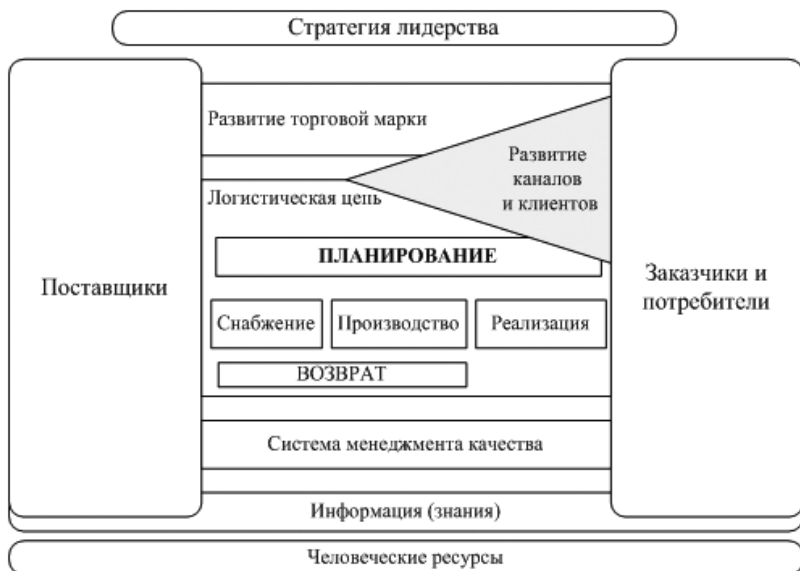 Стратегия лидерства
Развитие торговой марки
Развитие
каналов
и клиентов
Логистическая цепь
ПЛАНИРОВАНИЕ
Поставщики
Заказчики и
потребители
Снабжение
Производство
Реализация
ВОЗВРАТ
Система менеджмента качества
Информация (знания)
Человеческие ресурсы